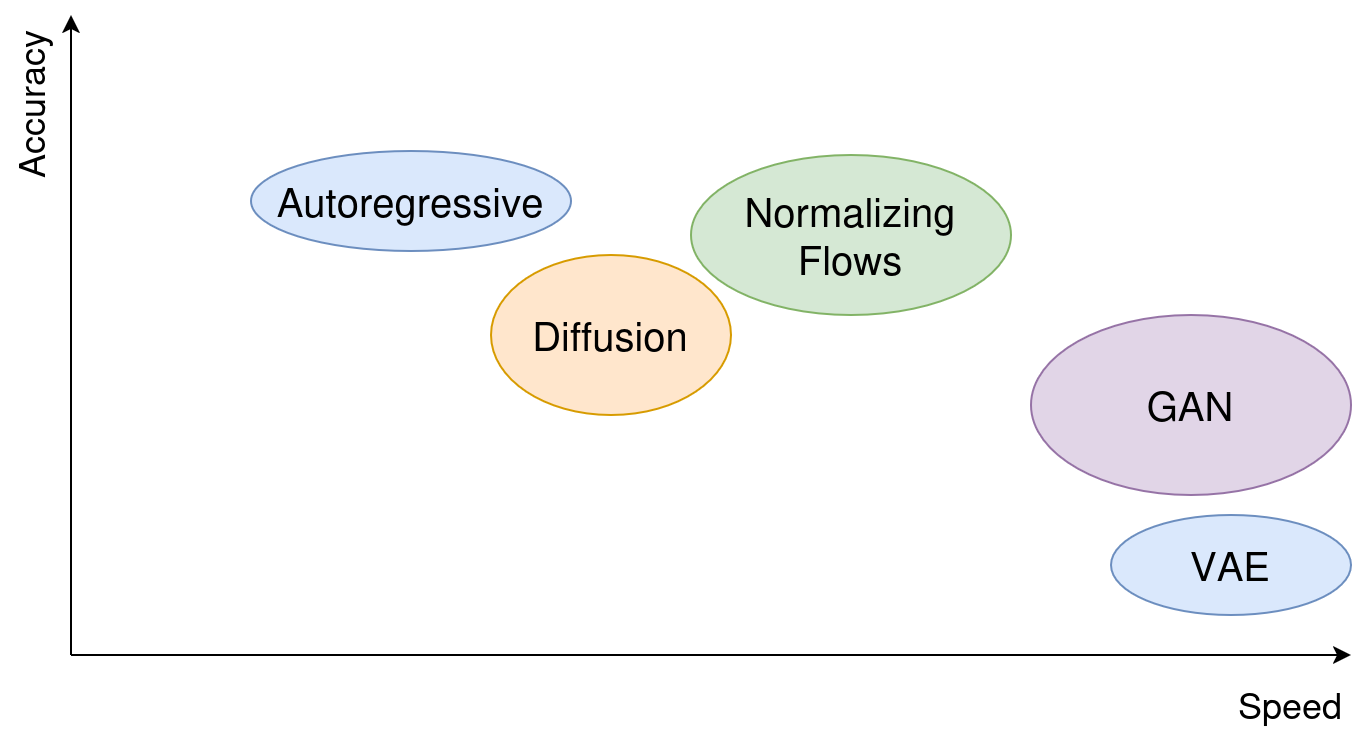 Accuracy
Autoregressive
Normalizing
Flows
Diffusion
GAN
VAE
Speed